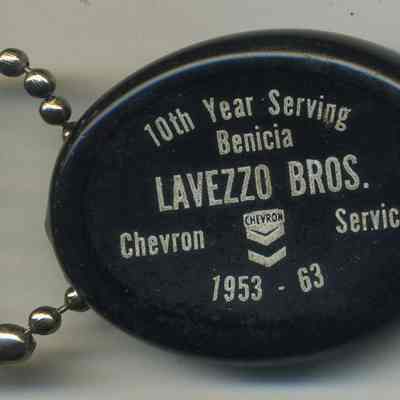 10th Year Serving
Benicia
LAVEZZO BROS.
CHEVRON
Chevron Servic
1953 - 63